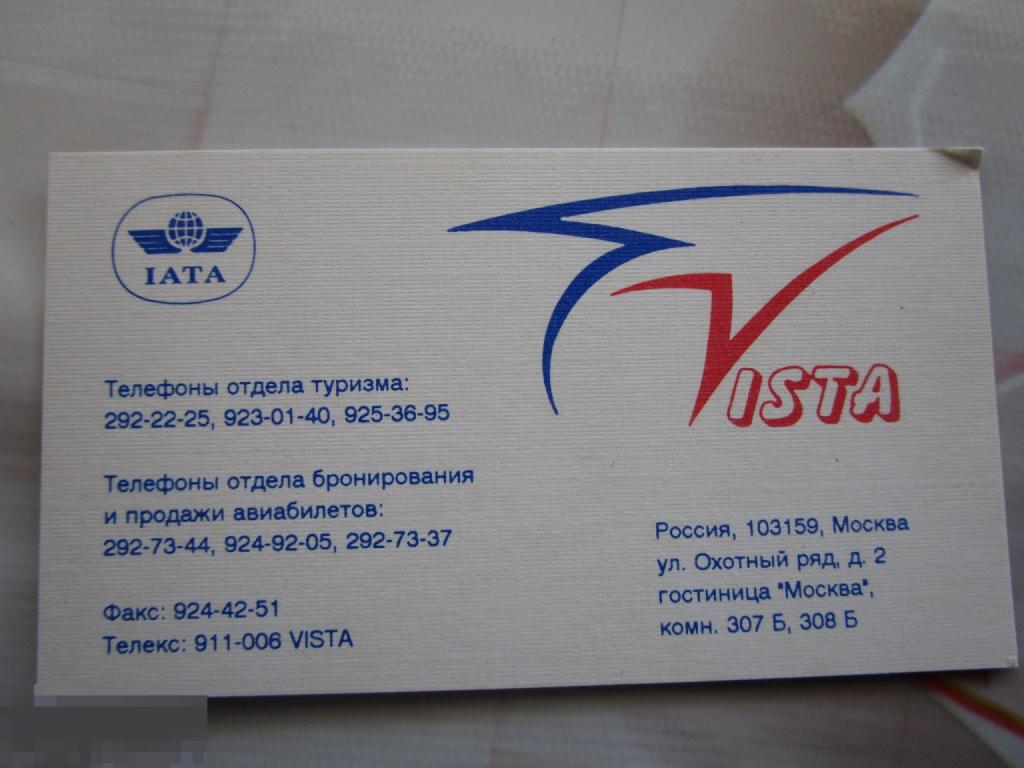 IATA
VISTA
Телефоны отдела туризма:
292-22-25, 923-01-40, 925-36-95
Телефоны отдела бронирования
и продажи авиабилетов:
292-73-44, 924-92-05, 292-73-37
Факс: 924-42-51
Телекс: 911-006 VISTA
Россия, 103159, Москва
ул. Охотный ряд, д. 2
гостиница "Москва",
комн. 307 Б, 308 Б